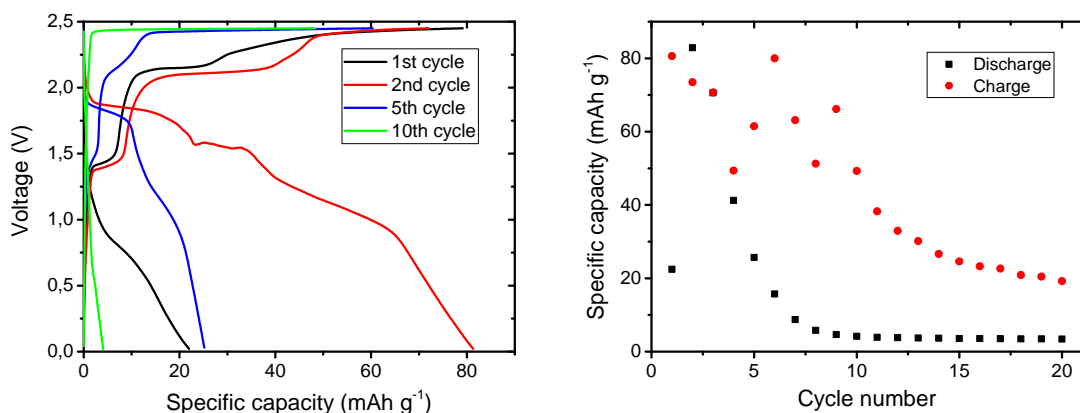 2,5
2,0
1,5
1,0
0,5
0,0
Voltage (V)
0 20 40 60 80
Specific capacity (mAh g⁻¹)
1st cycle
2nd cycle
5th cycle
10th cycle
80
60
40
20
0
Specific capacity (mAh g⁻¹)
0 5 10 15 20
Cycle number
Discharge
Charge